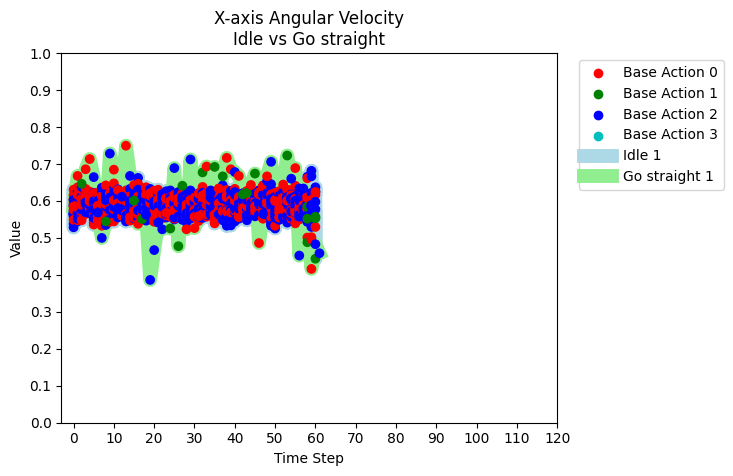 X-axis Angular Velocity
Idle vs Go straight
1.0
0.9
0.8
0.7
0.6
0.5
0.4
0.3
0.2
0.1
0.0
Value
0 10 20 30 40 50 60 70 80 90 100 110 120
Time Step
Base Action 0
Base Action 1
Base Action 2
Base Action 3
Idle 1
Go straight 1